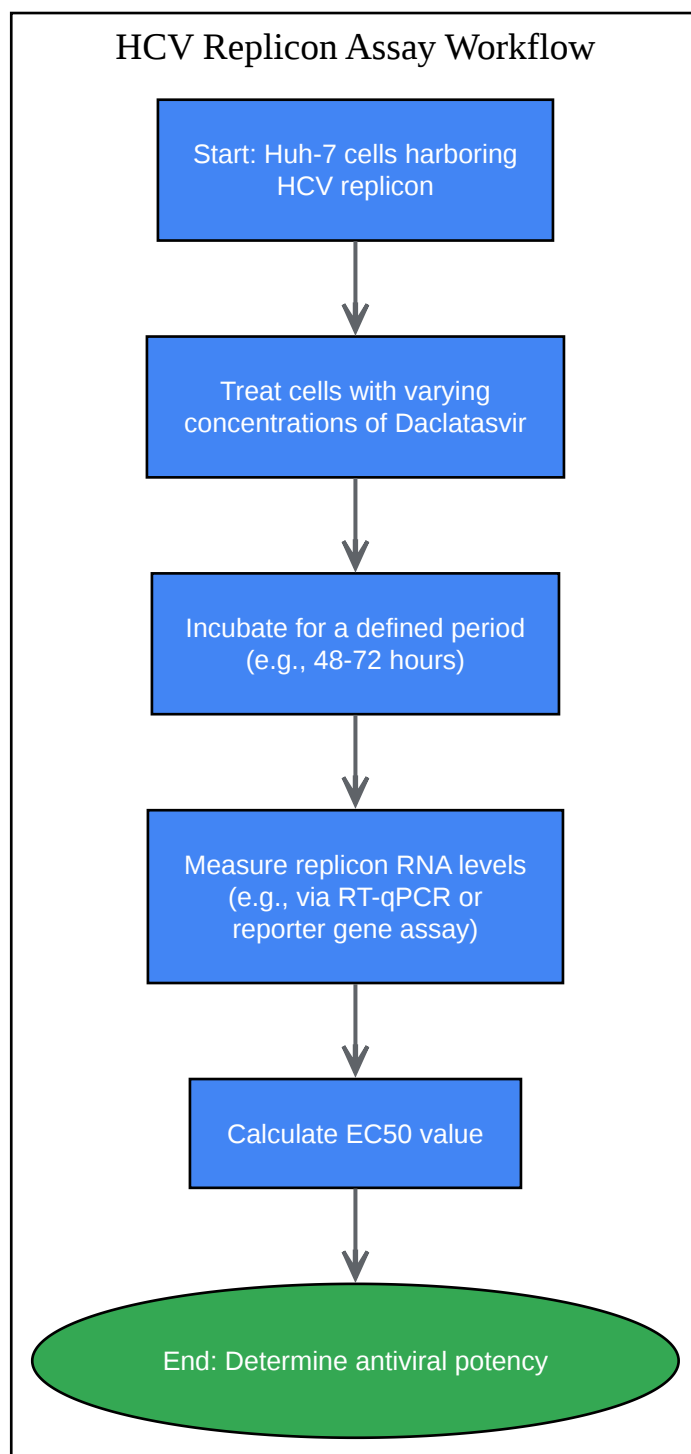 HCV Replicon Assay Workflow
Start: Huh-7 cells harboring
HCV replicon
Treat cells with varying
concentrations of Daclatasvir
Incubate for a defined period
(e.g., 48-72 hours)
Measure replicon RNA levels
(e.g., via RT-qPCR or
reporter gene assay)
Calculate EC50 value
End: Determine antiviral potency